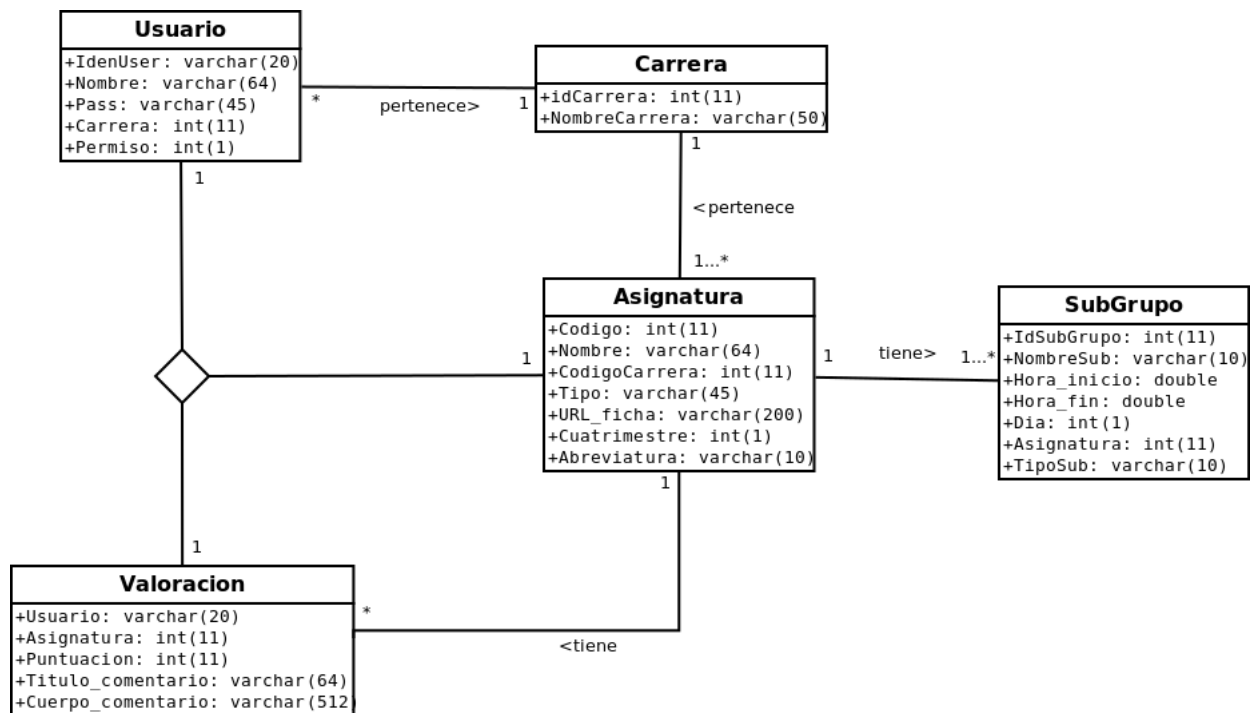 Usuario
+IdenUser: varchar(20)
+Nombre: varchar(64)
+Pass: varchar(45)
+Carrera: int(11)
+Permiso: int(1)
*
pertenece>
1
Carrera
+idCarrera: int(11)
+NombreCarrera: varchar(50)
1
1
<pertenece
1...*
Asignatura
+Codigo: int(11)
+Nombre: varchar(64)
+CodigoCarrera: int(11)
+Tipo: varchar(45)
+URL_ficha: varchar(200)
+Cuatrimestre: int(1)
+Abreviatura: varchar(10)
1
1
tiene>
1...*
SubGrupo
+IdSubGrupo: int(11)
+NombreSub: varchar(10)
+Hora_inicio: double
+Hora_fin: double
+Dia: int(1)
+Asignatura: int(11)
+TipoSub: varchar(10)
1
1
Valoracion
+Usuario: varchar(20)
+Asignatura: int(11)
+Puntuacion: int(11)
+Titulo_comentario: varchar(64)
+Cuerpo_comentario: varchar(512)
*
<tiene